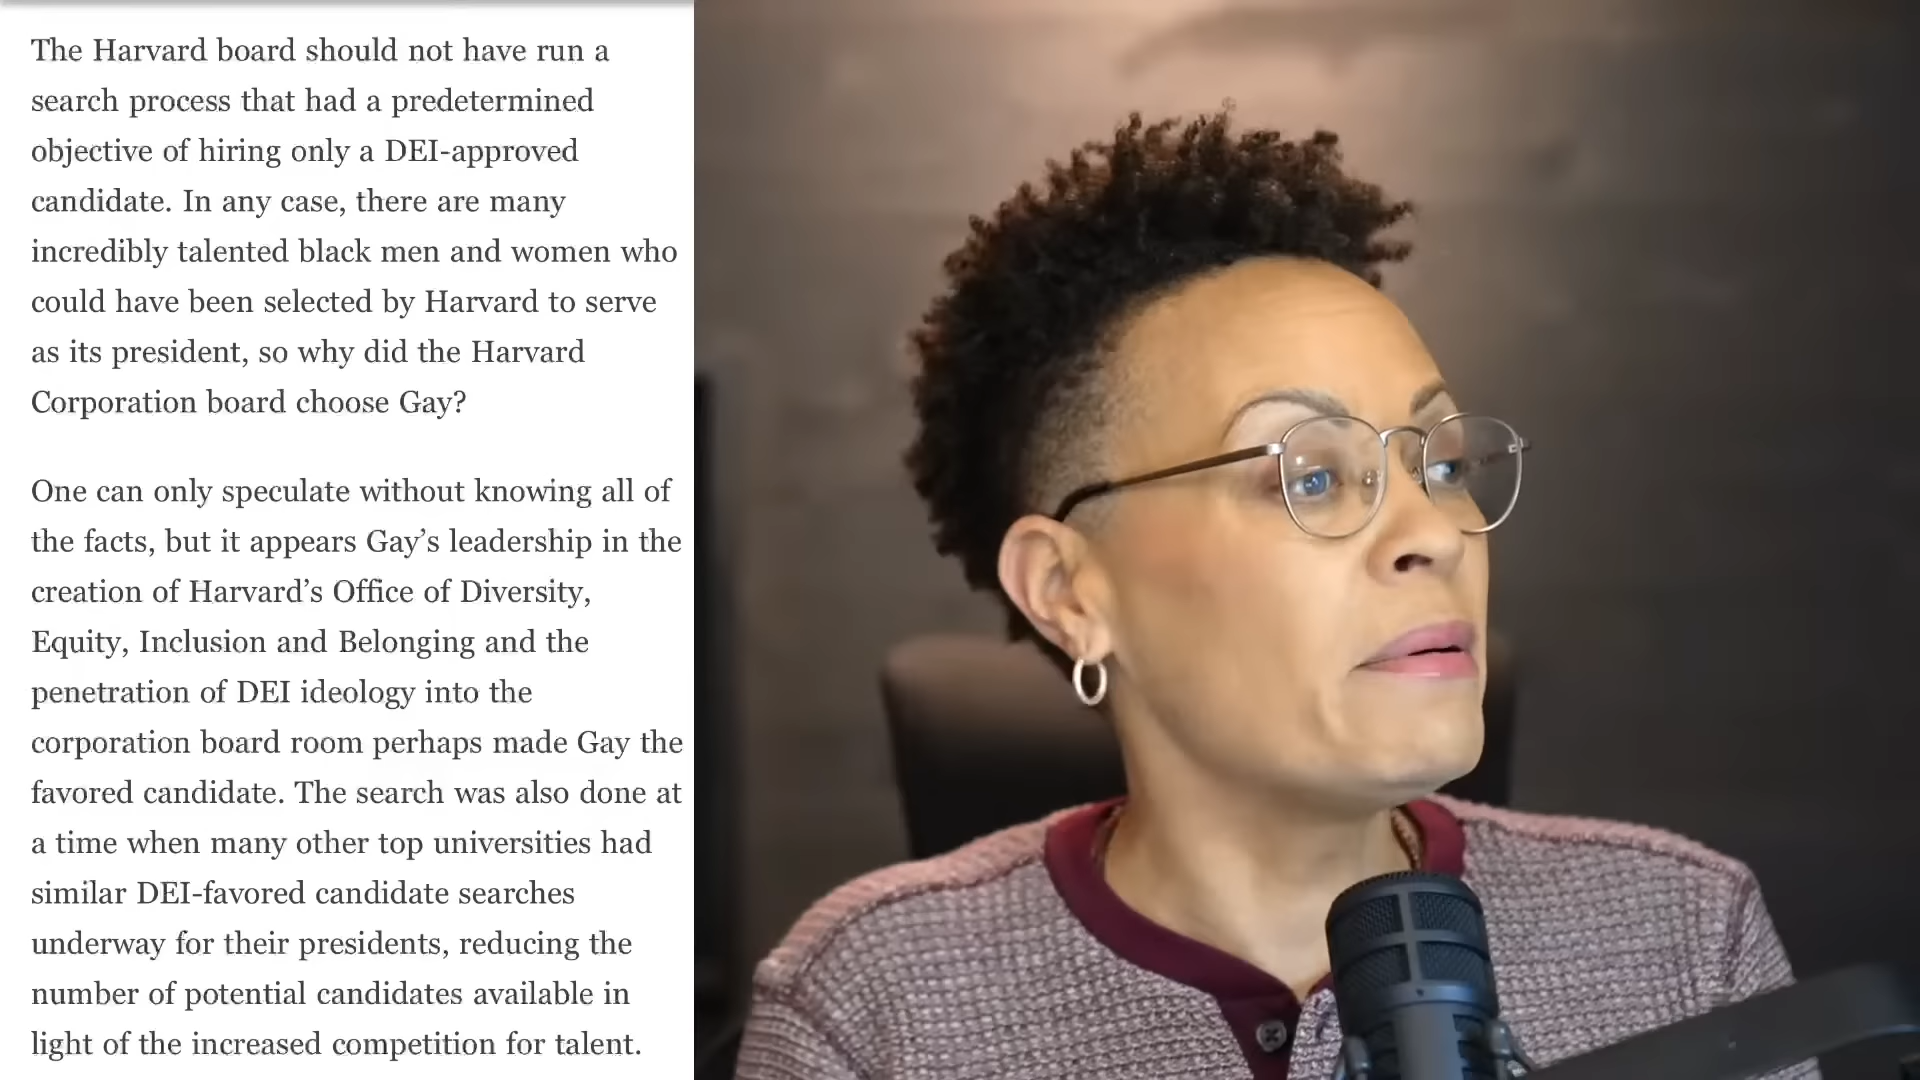 The Harvard board should not have run a
search process that had a predetermined
objective of hiring only a DEI-approved
candidate. In any case, there are many
incredibly talented black men and women who
could have been selected by Harvard to serve
as its president, so why did the Harvard
Corporation board choose Gay?
One can only speculate without knowing all of
the facts, but it appears Gay’s leadership in the
creation of Harvard’s Office of Diversity,
Equity, Inclusion and Belonging and the
penetration of DEI ideology into the
corporation board room perhaps made Gay the
favored candidate. The search was also done at
a time when many other top universities had
similar DEI-favored candidate searches
underway for their presidents, reducing the
number of potential candidates available in
light of the increased competition for talent.